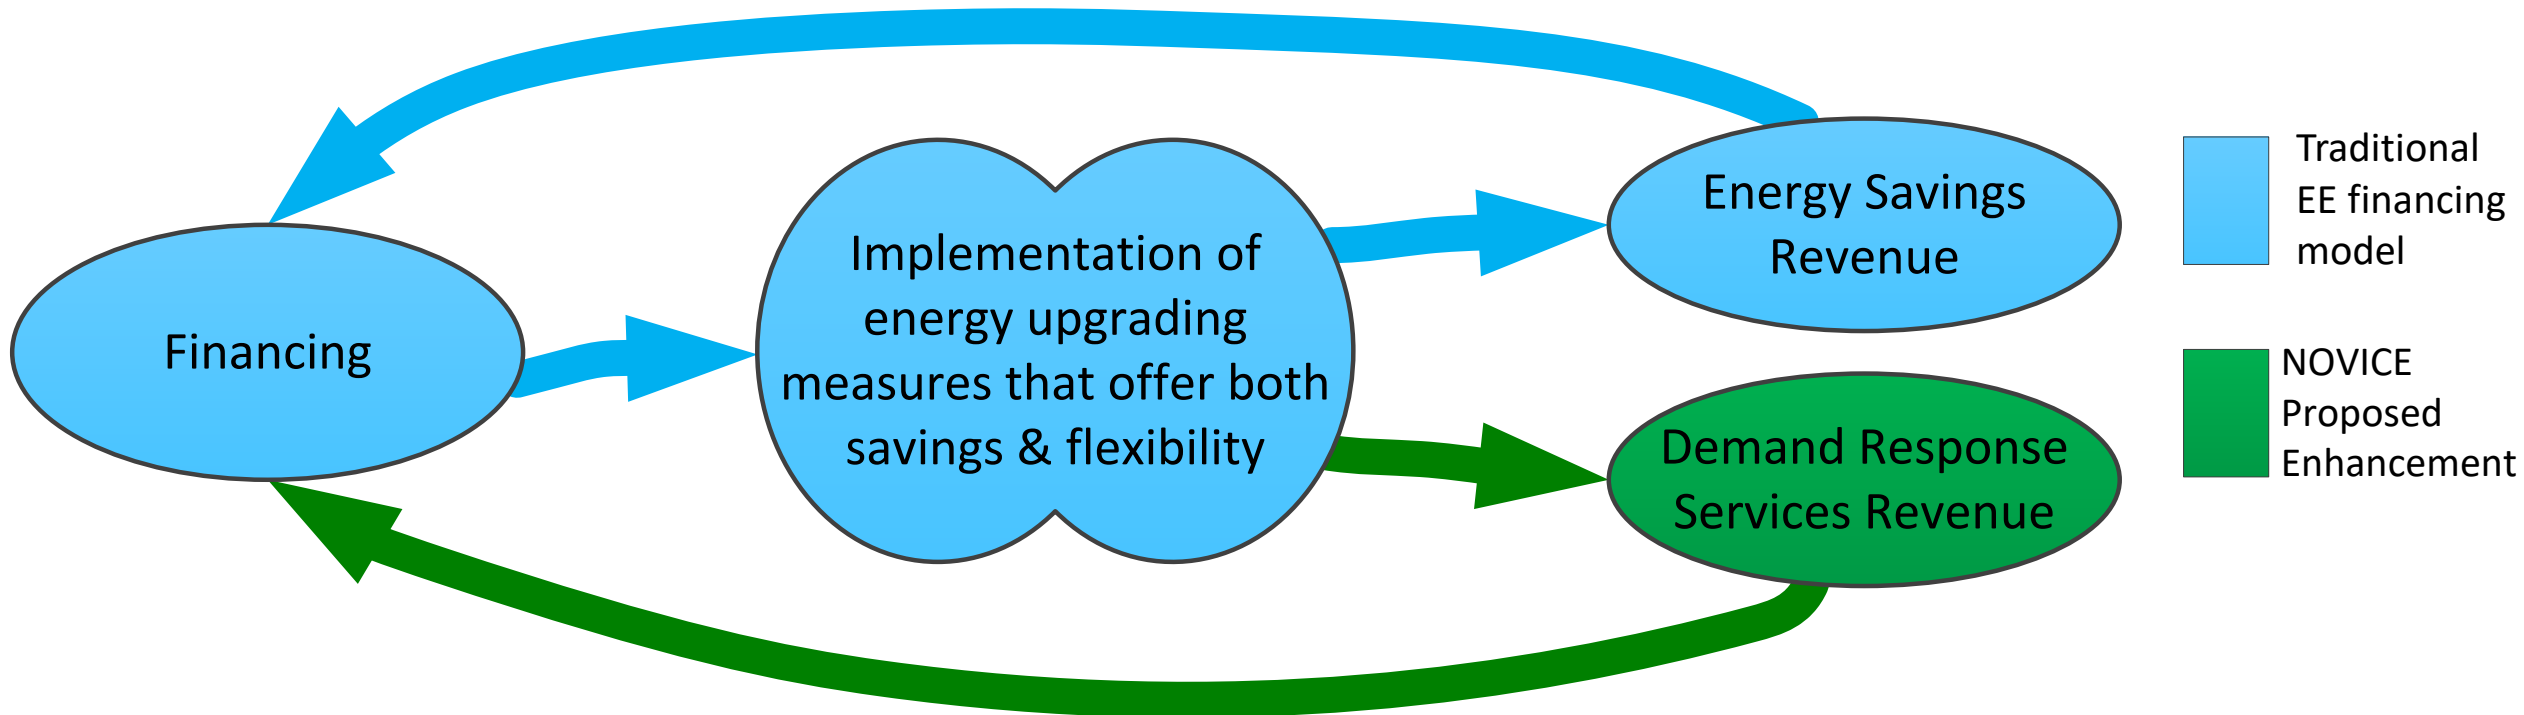 Financing
Implementation of
energy upgrading
measures that offer both
savings & flexibility
Energy Savings
Revenue
Demand Response
Services Revenue
Traditional
EE financing
model
NOVICE
Proposed
Enhancement